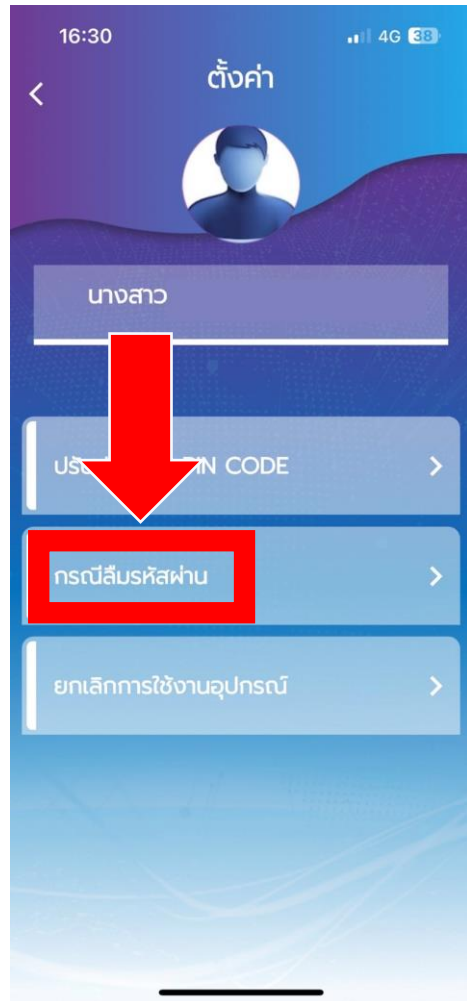 16:30
4G 38
ตั้งค่า
นางสาว
PIN CODE
กรณีลืมรหัสผ่าน
ยกเลิกการใช้งานอุปกรณ์